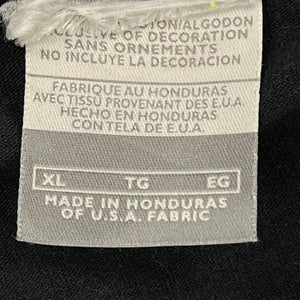 COTON/ALGODON
EXCLUSIVE OF DECORATION
SANS ORNEMENTS
NO INCLUYE LA DECORACION
FABRIQUE AU HONDURAS
AVEC TISSU PROVENANT DES E.U.A.
HECHO EN HONDURAS
CON TELA DE E.U.A.
XL TG EG
MADE IN HONDURAS
OF U.S.A. FABRIC